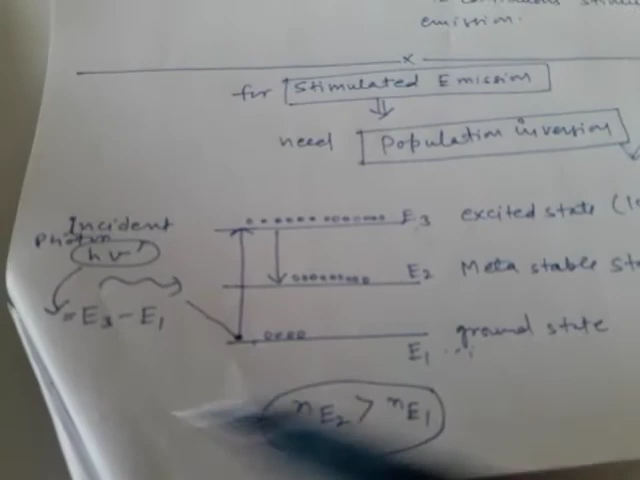 emission.
x
for Stimulated Emission
need Population inversion
E3 excited state
Incident
Photon
hν'
E2 Meta stable
= E3 - E1
ground state
E1
nE2 > nE1